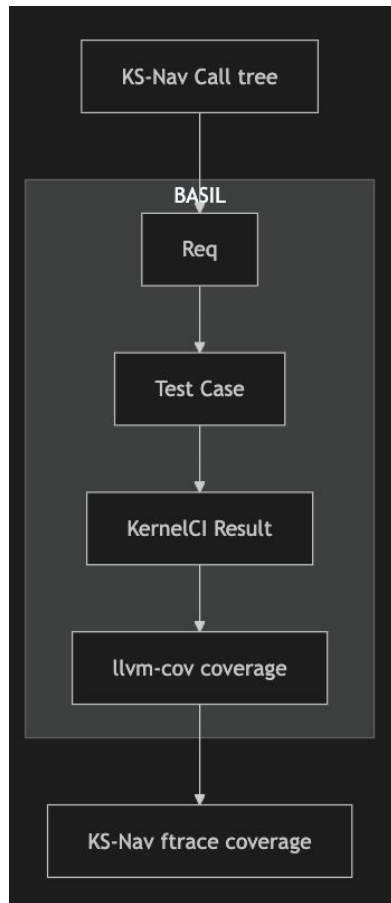 KS-Nav Call tree
BASIL
Req
Test Case
KernelCI Result
llvm-cov coverage
KS-Nav ftrace coverage